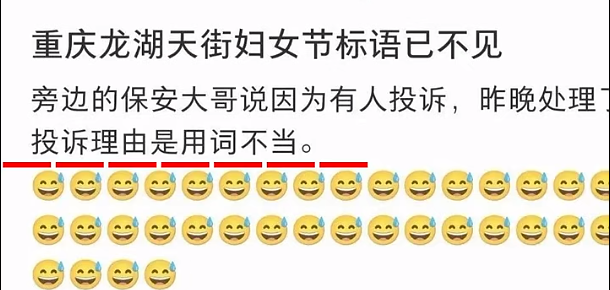 重庆龙湖天街妇女节标语已不见
旁边的保安大哥说因为有人投诉，昨晚处理了
投诉理由是用词不当。
😅😅😅😅😅😅😅😅😅😅😅😅😅😅😅😅
😅😅😅😅😅😅😅😅😅😅😅😅😅😅😅😅
😅😅😅😅